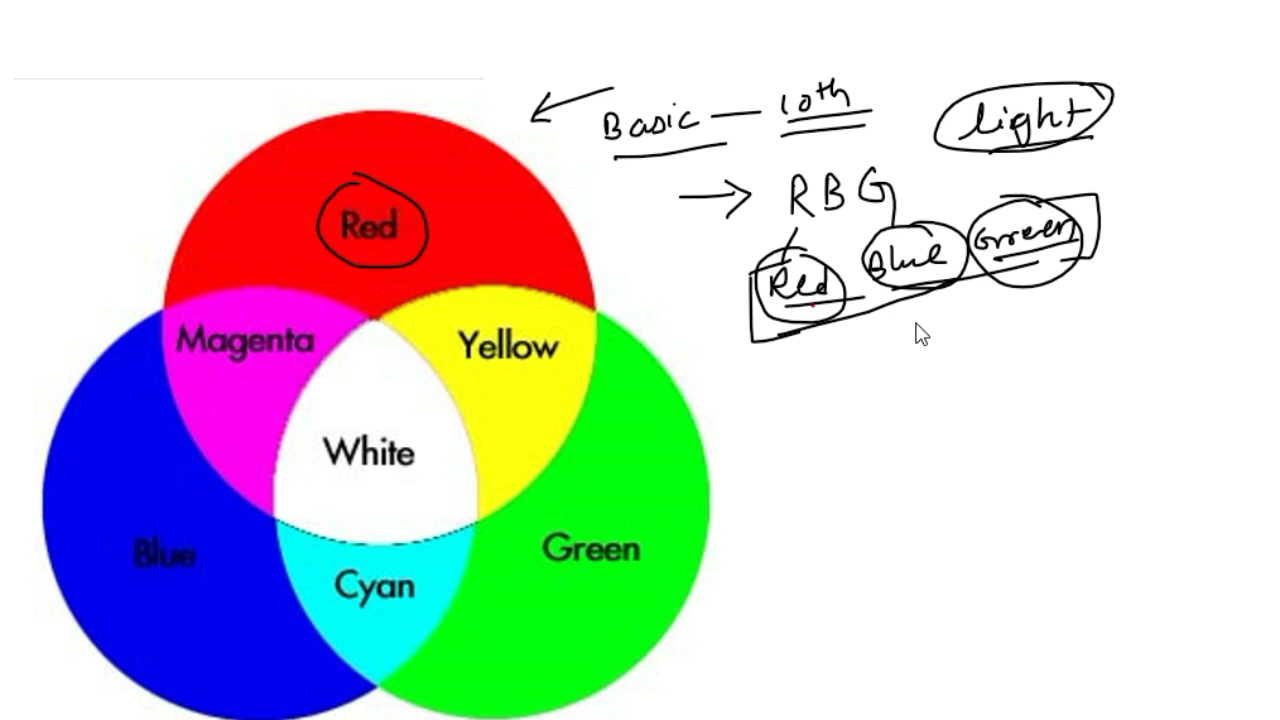 Basic — 10th light
→ RBG
Red Blue Green
Red
Magenta Yellow
White
Blue Green
Cyan